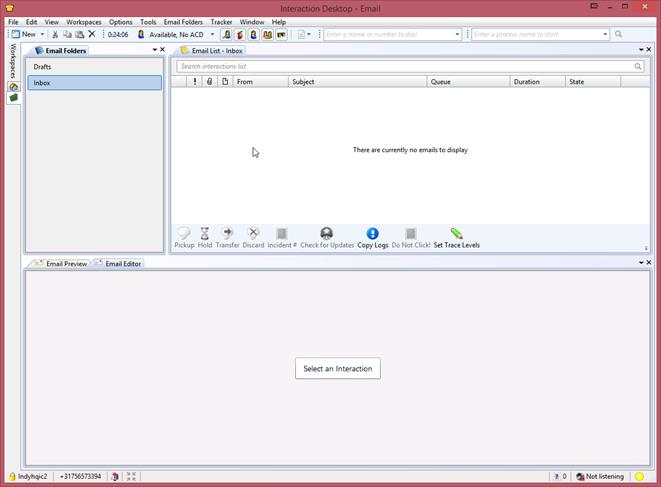 Interaction Desktop - Email
File Edit View Workspaces Options Tools Email Folders Tracker Window Help
New 0:24:06 Available, No ACD Enter a name or number to dial Enter a process name to start
Workspaces
Email Folders
Drafts
Inbox
Email List - Inbox
Search interactions list
! From Subject Queue Duration State
There are currently no emails to display
Pickup Hold Transfer Discard Incident # Check for Updates Copy Logs Do Not Click! Set Trace Levels
Email Preview Email Editor
Select an Interaction
Indyhqic2 +31756573394 0 Not listening